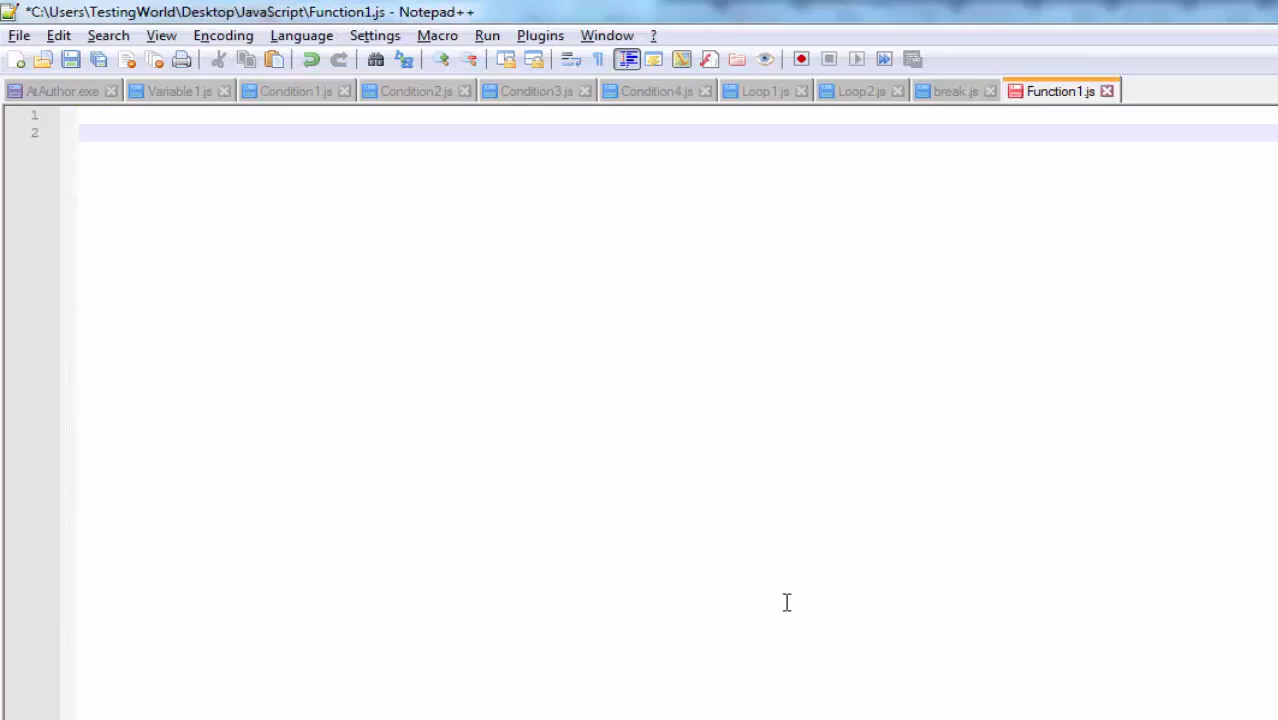 *C:\Users\TestingWorld\Desktop\JavaScript\Function1.js - Notepad++
File Edit Search View Encoding Language Settings Macro Run Plugins Window ?
AtAuthor.exe Variable1.js Condition1.js Condition2.js Condition3.js Condition4.js Loop1.js Loop2.js break.js Function1.js
1
2